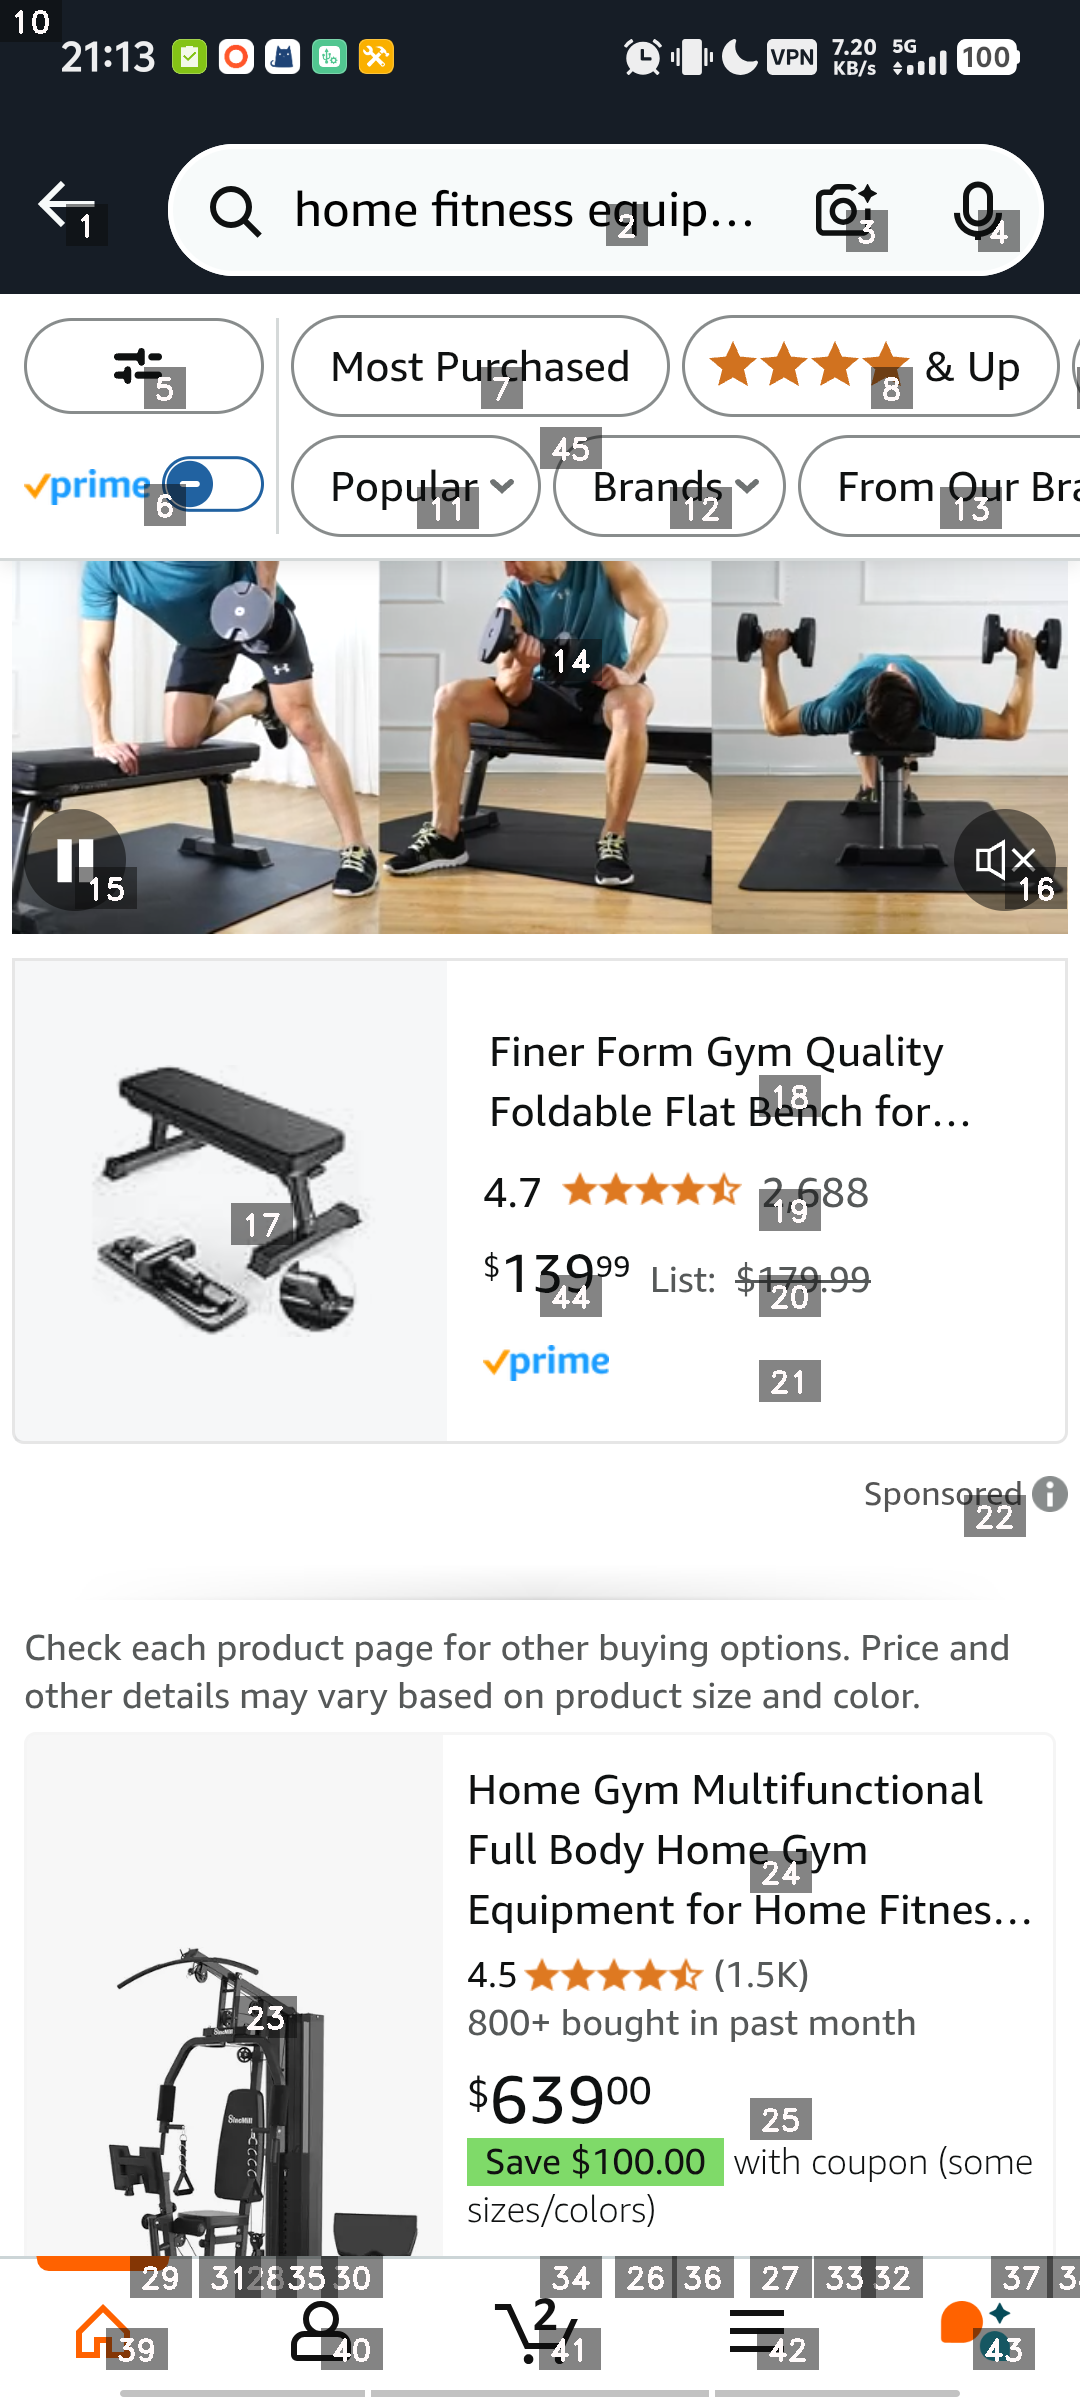 10
21:13
VPN
7.20 KB/s
5G
100
1
home fitness equip...
2
3
4
5
Most Purchased
7
8
& Up
prime
6
45
Popular
11
Brands
12
From Our Bra
13
14
15
16
17
Finer Form Gym Quality
Foldable Flat Bench for...
18
4.7
2,688
19
$139.99
List: $179.99
44
20
prime
21
Sponsored
22
Check each product page for other buying options. Price and
other details may vary based on product size and color.
Home Gym Multifunctional
Full Body Home Gym
24
Equipment for Home Fitnes...
4.5
(1.5K)
23
800+ bought in past month
$639.00
25
Save $100.00 with coupon (some
sizes/colors)
29
31
28
35
30
34
26
36
27
33
32
37
2
39
40
41
42
43